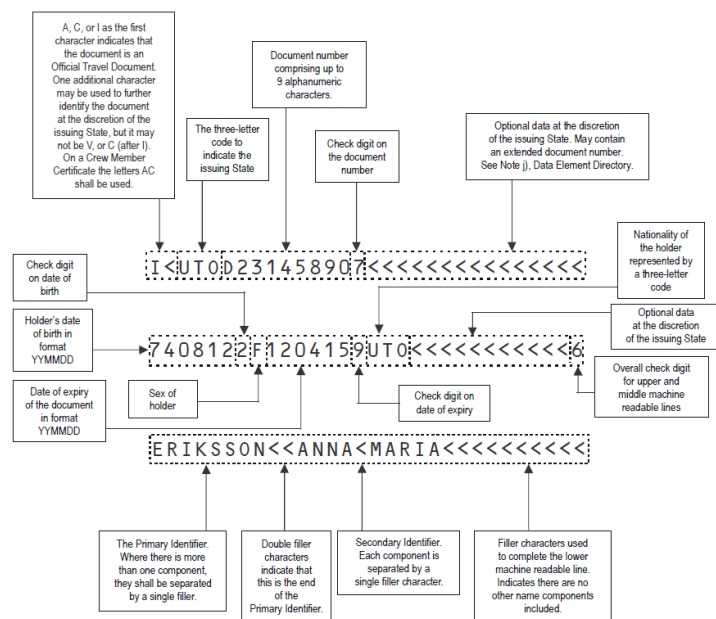 A, C, or I as the first
character indicates that
the document is an
Official Travel Document.
One additional character
may be used to further
identify the document
at the discretion of the
issuing State, but it may
not be V, or C (after I).
On a Crew Member
Certificate the letters AC
shall be used.
The three-letter
code to
indicate the
issuing State
Document number
comprising up to
9 alphanumeric
characters.
Check digit on
the document
number
Optional data at the discretion
of the issuing State. May contain
an extended document number.
See Note j), Data Element Directory.
I<UTOD231458907<<<<<<<<<<<<<<<
Check digit
on date of
birth
Nationality of
the holder
represented by
a three-letter
code
Holder's date
of birth in
format
YYMMDD
7408122F1204159UTO<<<<<<<<<<<6
Optional data
at the discretion
of the issuing State
Date of expiry
of the document
in format
YYMMDD
Sex of
holder
Check digit on
date of expiry
Overall check digit
for upper and
middle machine
readable lines
ERIKSSON<<ANNA<MARIA<<<<<<<<<<
The Primary Identifier.
Where there is more
than one component,
they shall be separated
by a single filler.
Double filler
characters
indicate that
this is the end
of the
Primary Identifier.
Secondary Identifier.
Each component is
separated by a
single filler character.
Filler characters used
to complete the lower
machine readable line.
Indicates there are no
other name components
included.